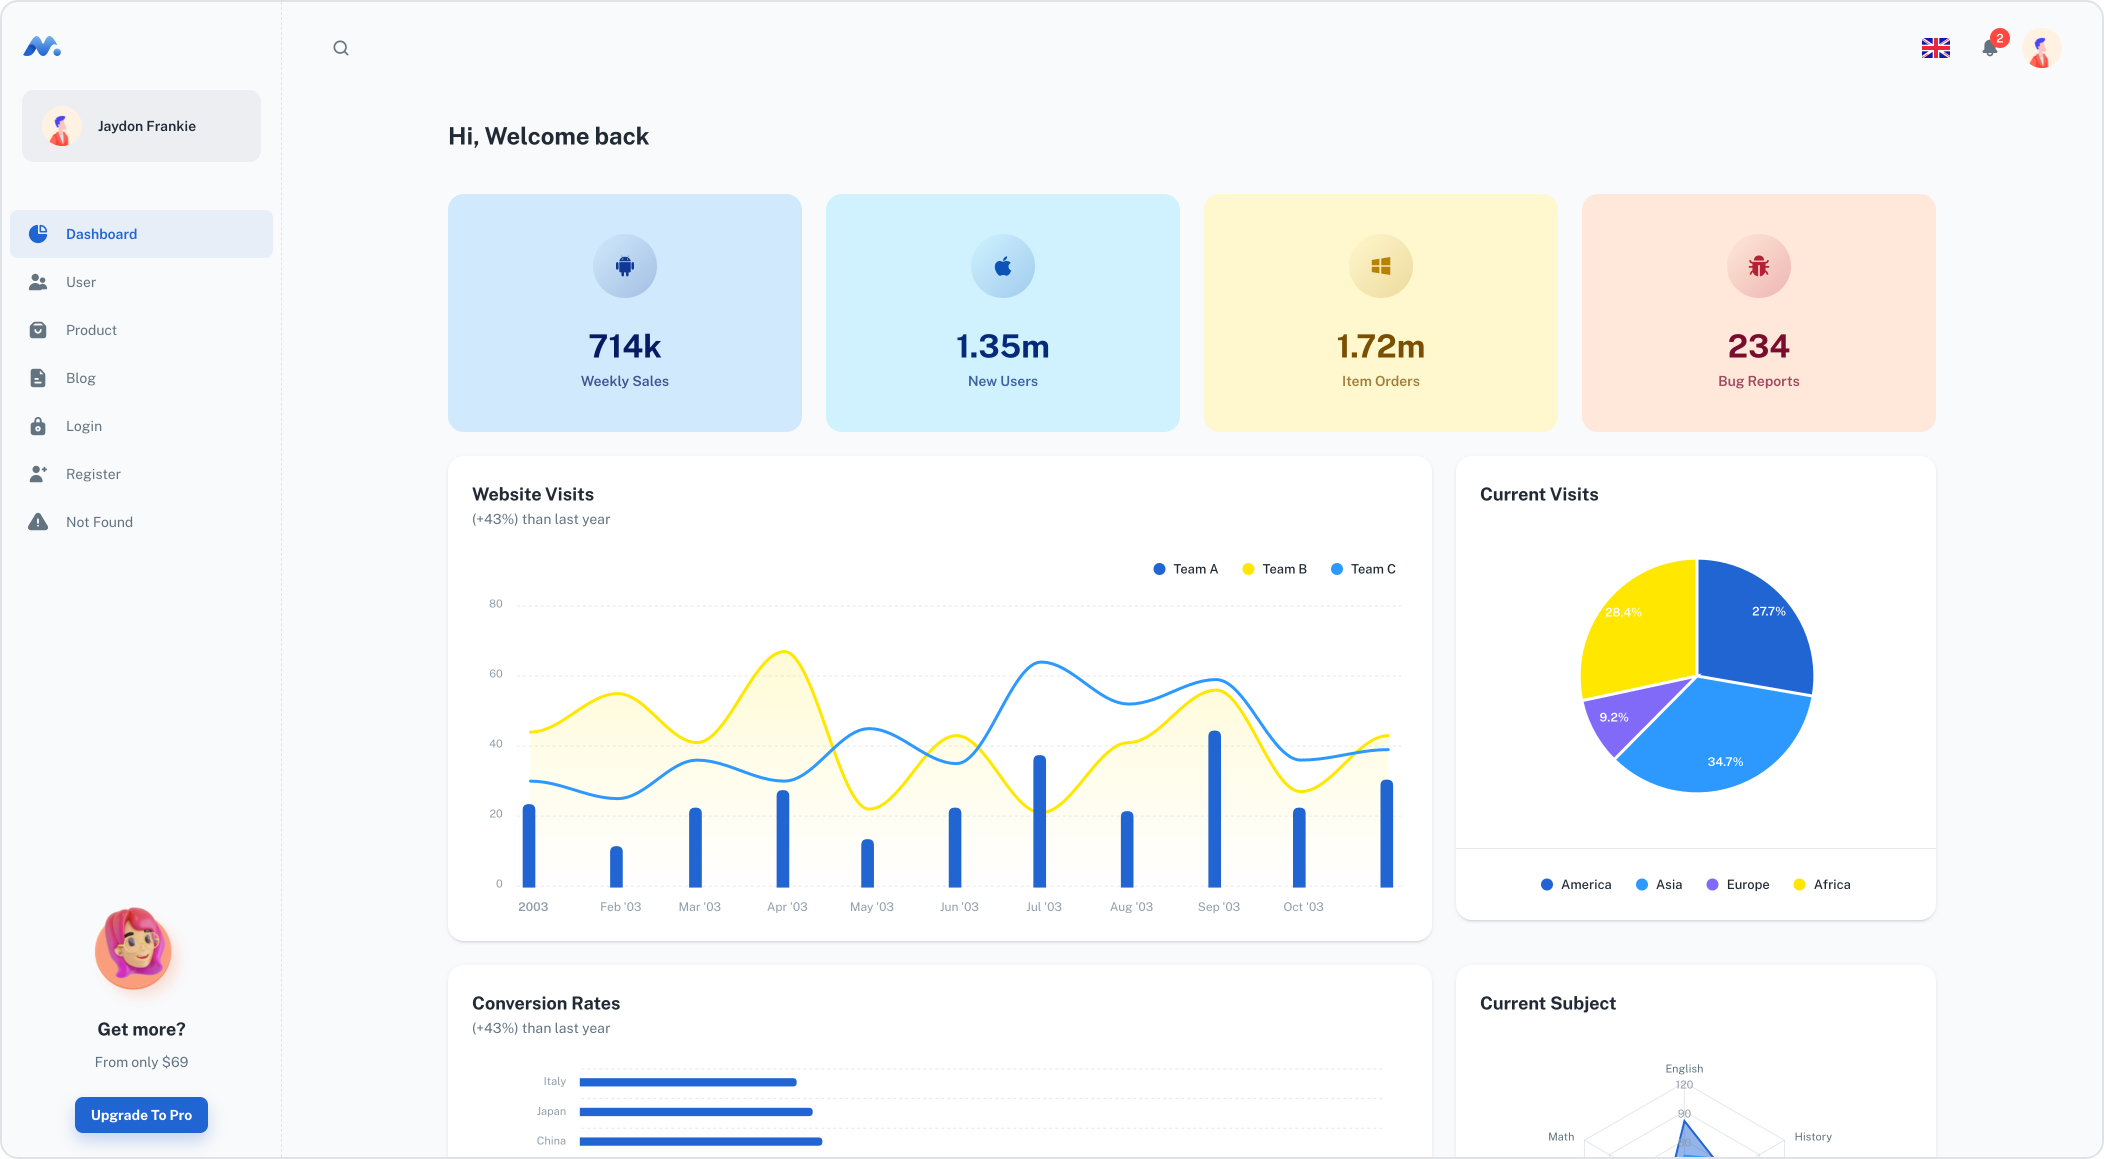 2
Jaydon Frankie
Hi, Welcome back
Dashboard
User
Product
Blog
Login
Register
Not Found
714k
Weekly Sales
1.35m
New Users
1.72m
Item Orders
234
Bug Reports
Website Visits
(+43%) than last year
Team A
Team B
Team C
80
60
40
20
0
2003
Feb '03
Mar '03
Apr '03
May '03
Jun '03
Jul '03
Aug '03
Sep '03
Oct '03
Current Visits
28.4%
27.7%
9.2%
34.7%
America
Asia
Europe
Africa
Get more?
From only $69
Upgrade To Pro
Conversion Rates
(+43%) than last year
Italy
Japan
China
Current Subject
English
120
90
Math
History